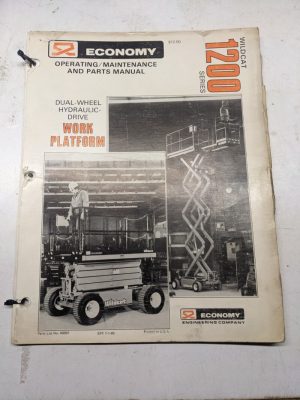 ECONOMY
OPERATING/MAINTENANCE
AND PARTS MANUAL
WILDCAT
1200
SERIES
DUAL-WHEEL
HYDRAULIC-
DRIVE
WORK
PLATFORM
Wildcat
ECONOMY
ENGINEERING COMPANY
Printed in U.S.A.